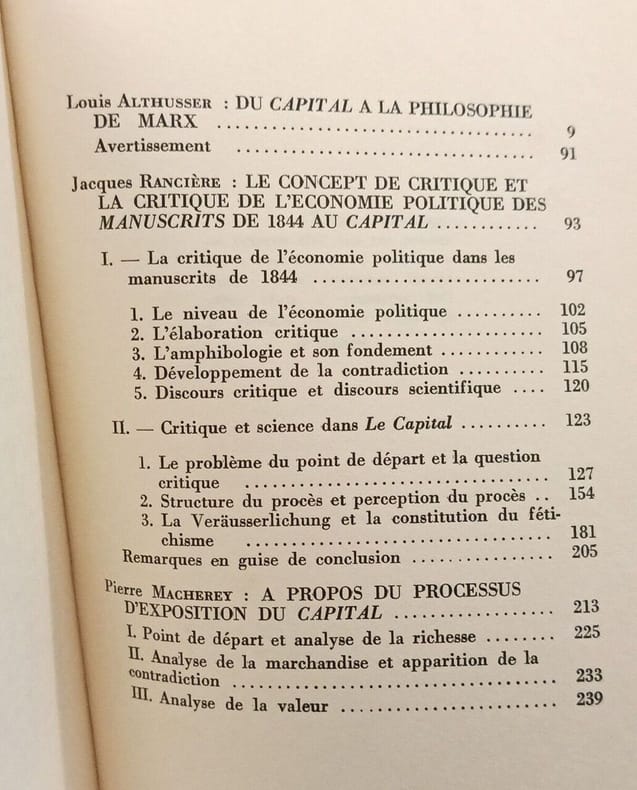 Louis ALTHUSSER : DU CAPITAL A LA PHILOSOPHIE
DE MARX .................................... 9
Avertissement .................................. 91
Jacques RANCIÈRE : LE CONCEPT DE CRITIQUE ET
LA CRITIQUE DE L'ECONOMIE POLITIQUE DES
MANUSCRITS DE 1844 AU CAPITAL ............ 93
I. — La critique de l'économie politique dans les
manuscrits de 1844 .......................... 97
1. Le niveau de l'économie politique .......... 102
2. L'élaboration critique ...................... 105
3. L'amphibologie et son fondement ............ 108
4. Développement de la contradiction .......... 115
5. Discours critique et discours scientifique .... 120
II. — Critique et science dans Le Capital .......... 123
1. Le problème du point de départ et la question
critique .................................. 127
2. Structure du procès et perception du procès .. 154
3. La Veräusserlichung et la constitution du féti-
chisme .................................. 181
Remarques en guise de conclusion ................ 205
Pierre MACHEREY : A PROPOS DU PROCESSUS
D'EXPOSITION DU CAPITAL .................. 213
I. Point de départ et analyse de la richesse ........ 225
II. Analyse de la marchandise et apparition de la
contradiction .................................... 233
III. Analyse de la valeur .......................... 239